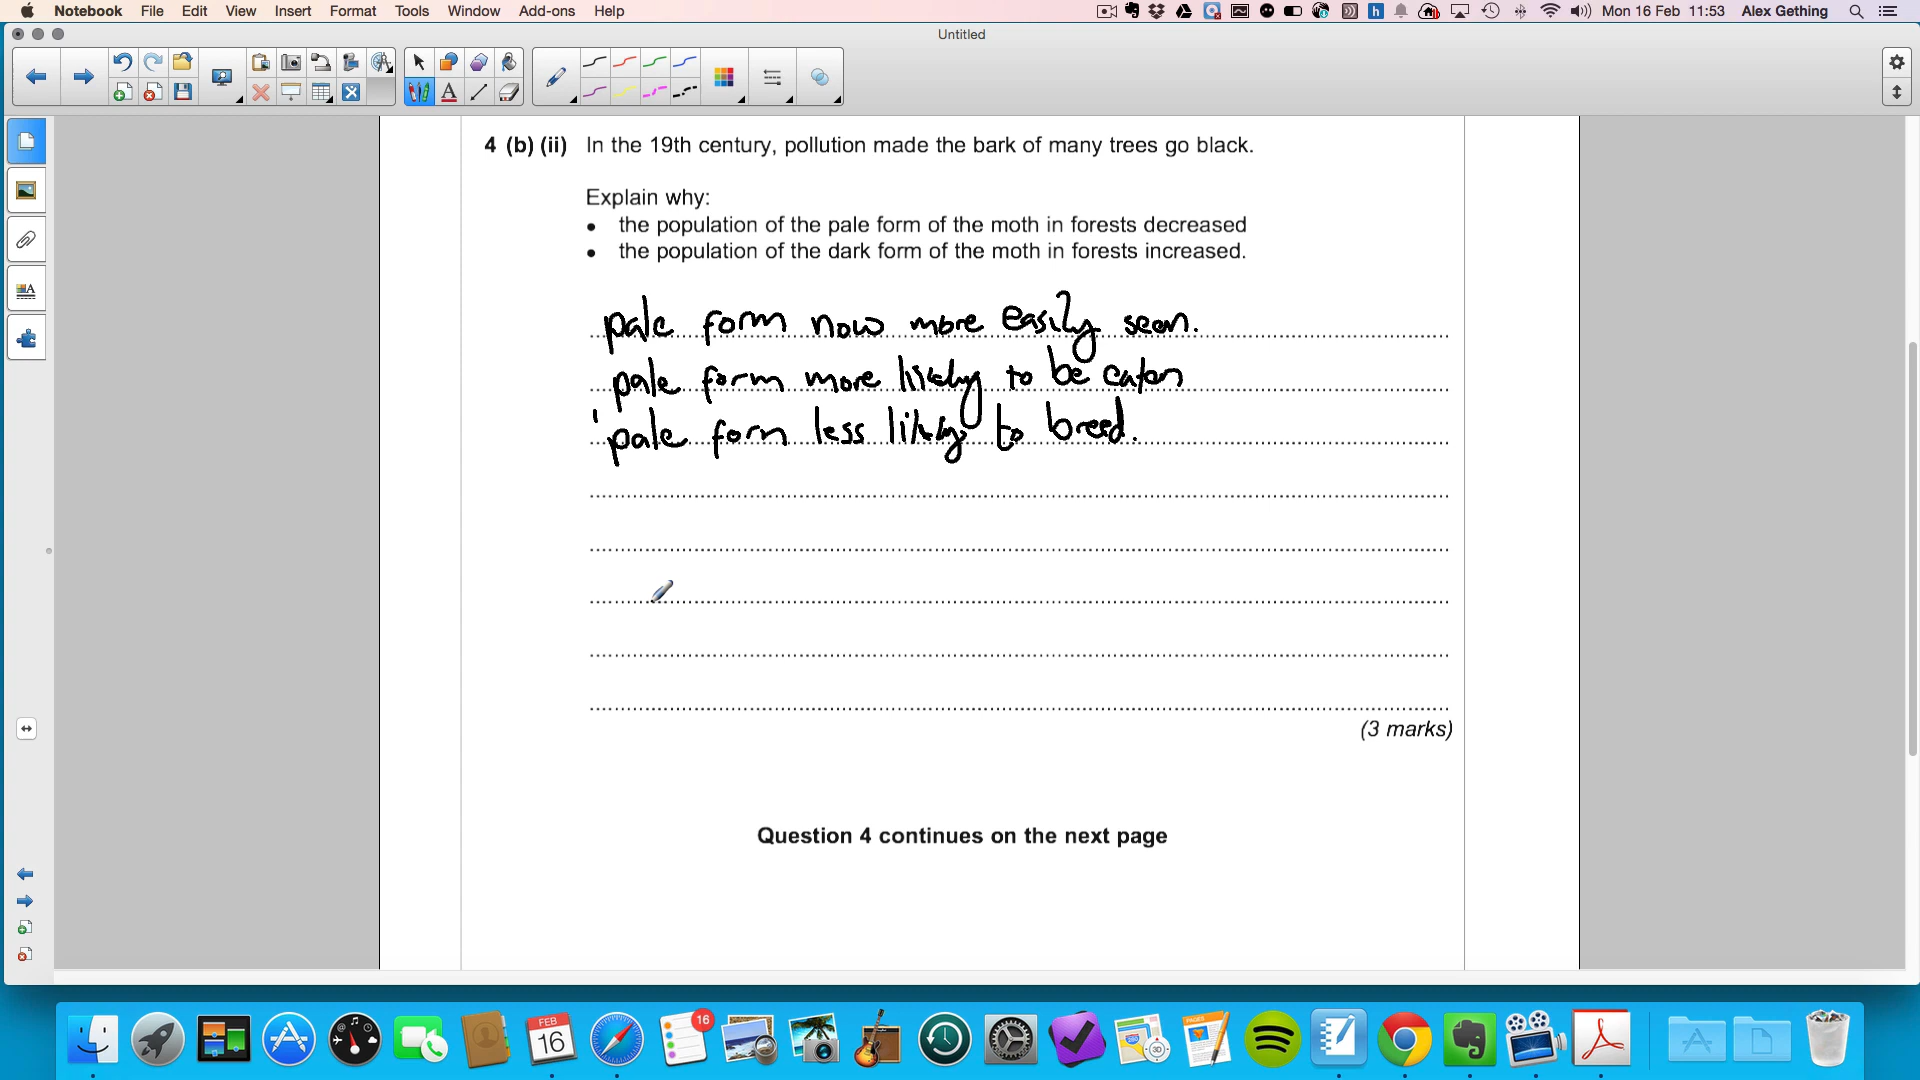 Notebook File Edit View Insert Format Tools Window Add-ons Help Mon 16 Feb 11:53 Alex Gething
Untitled
4 (b) (ii) In the 19th century, pollution made the bark of many trees go black.
Explain why:
• the population of the pale form of the moth in forests decreased
• the population of the dark form of the moth in forests increased.
pale form now more easily seen.
pale form more likely to be eaten
pale form less likely to breed.
(3 marks)
Question 4 continues on the next page
FEB
16
16
PAGES
3D